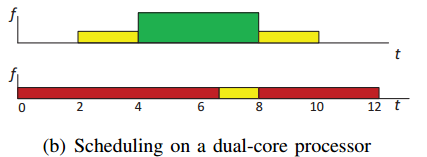 f
t
f
0 2 4 6 8 10 12 t
(b) Scheduling on a dual-core processor